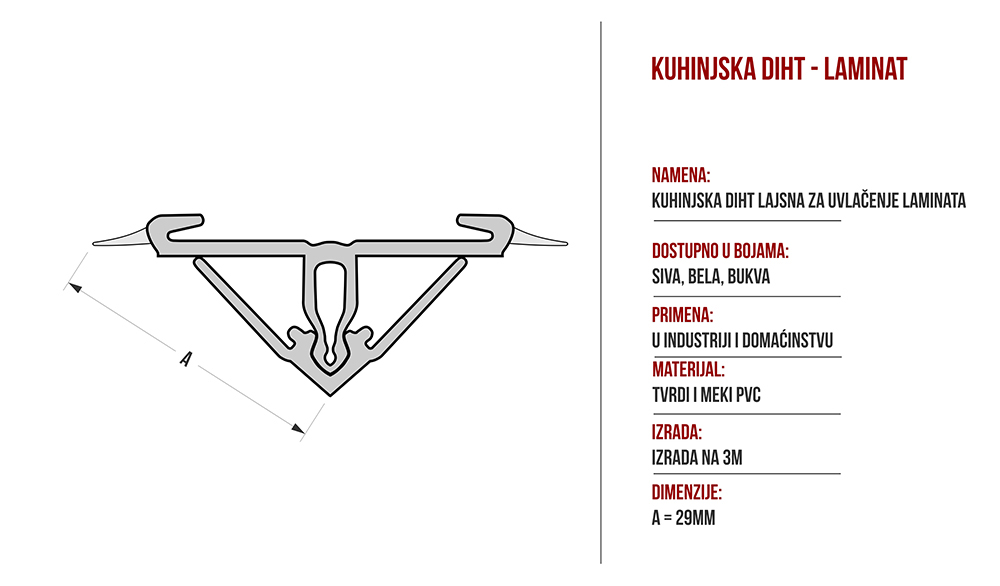 A
KUHINJSKA DIHT - LAMINAT
NAMENA:
KUHINJSKA DIHT LAJSNA ZA UVLAČENJE LAMINATA
DOSTUPNO U BOJAMA:
SIVA, BELA, BUKVA
PRIMENA:
U INDUSTRIJI I DOMAĆINSTVU
MATERIJAL:
TVRDI I MEKI PVC
IZRADA:
IZRADA NA 3M
DIMENZIJE:
A = 29MM